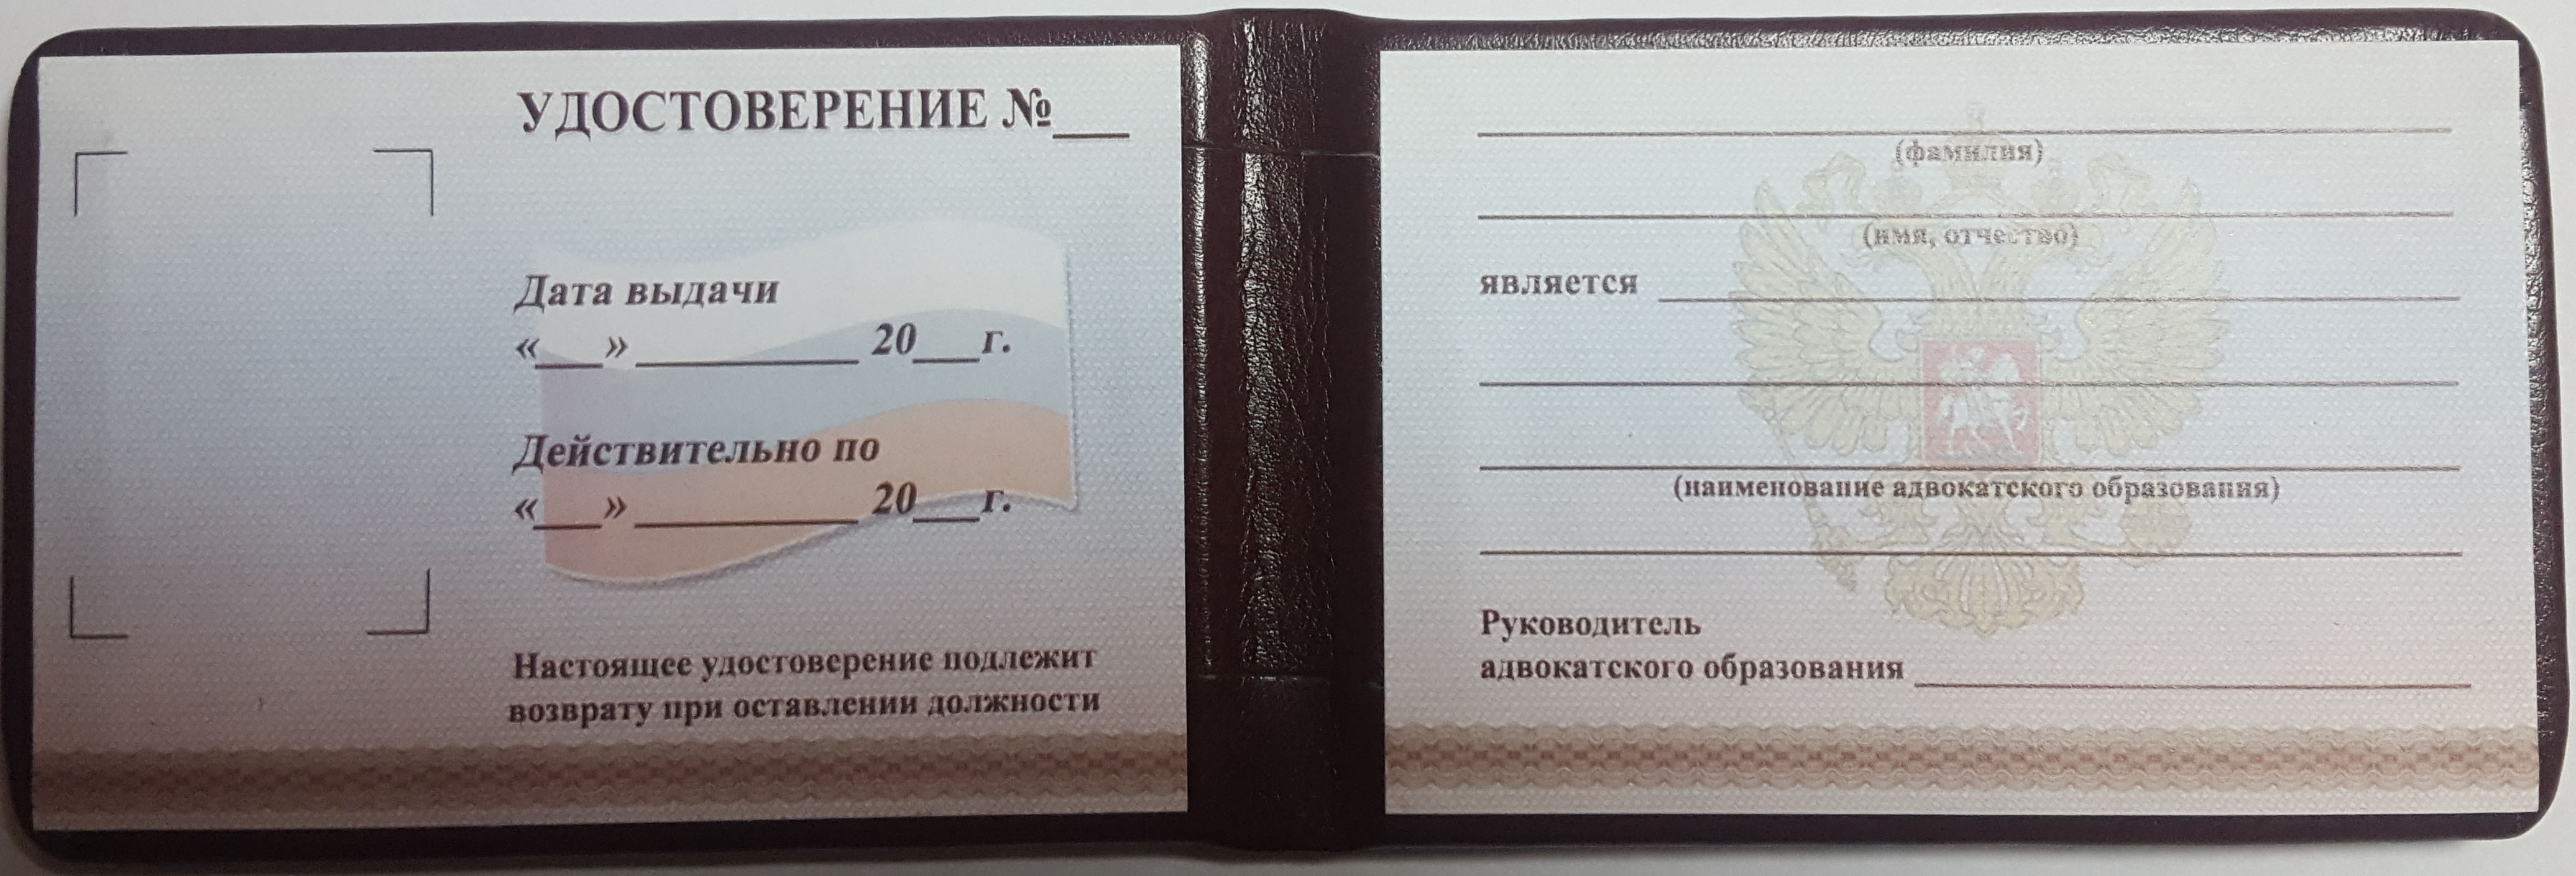 УДОСТОВЕРЕНИЕ №___
Дата выдачи
«___» __________ 20___г.
Действительно по
«___» __________ 20___г.
Настоящее удостоверение подлежит
возврату при оставлении должности
(фамилия)
(имя, отчество)
является
(наименование адвокатского образования)
Руководитель
адвокатского образования